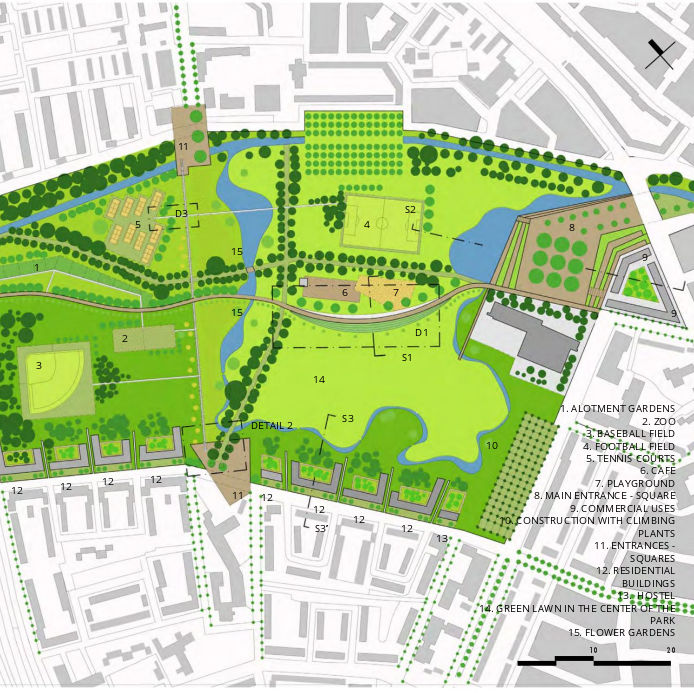 11
D3
5
S2
4
8
15
9
1
6
7
15
9
2
D1
S1
3
14
1. ALOTMENT GARDENS
2. ZOO
3. BASEBALL FIELD
4. FOOTBALL FIELD
5. TENNIS COURTS
6. CAFE
7. PLAYGROUND
8. MAIN ENTRANCE - SQUARE
9. COMMERCIAL USES
10. CONSTRUCTION WITH CLIMBING
PLANTS
11. ENTRANCES -
SQUARES
12. RESIDENTIAL
BUILDINGS
13. HOSTEL
14. GREEN LAWN IN THE CENTER OF THE
PARK
15. FLOWER GARDENS
S3
DETAIL 2
10
12
12
12
12
11
12
12
S3'
12
12
13
10
20